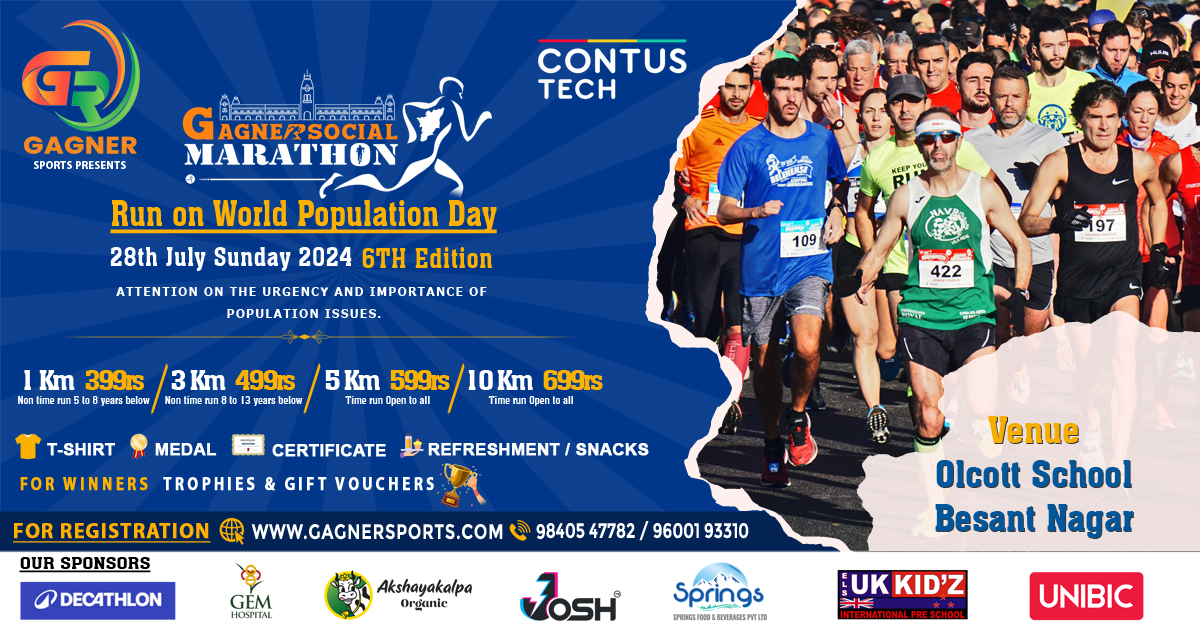 GR
GAGNER
SPORTS PRESENTS
GAGNER SOCIAL
MARATHON
CONTUS
TECH
Run on World Population Day
28th July Sunday 2024 6TH Edition
ATTENTION ON THE URGENCY AND IMPORTANCE OF
POPULATION ISSUES.
1 Km 399rs / 3 Km 499rs / 5 Km 599rs / 10 Km 699rs
Non time run 5 to 8 years below Non time run 8 to 13 years below Time run Open to all Time run Open to all
T-SHIRT MEDAL CERTIFICATE REFRESHMENT / SNACKS
FOR WINNERS TROPHIES & GIFT VOUCHERS
FOR REGISTRATION WWW.GAGNERSPORTS.COM 98405 47782 / 96001 93310
KEEP YOU
RU
BELENENSE
109
422
197
Venue
Olcott School
Besant Nagar
OUR SPONSORS
DECATHLON
GEM
HOSPITAL
Akshayakalpa
Organic
JOSH
TM
Springs
SPRINGS FOOD & BEVERAGES PVT LTD
ELS
UK KID'Z
INTERNATIONAL PRE SCHOOL
UNIBIC